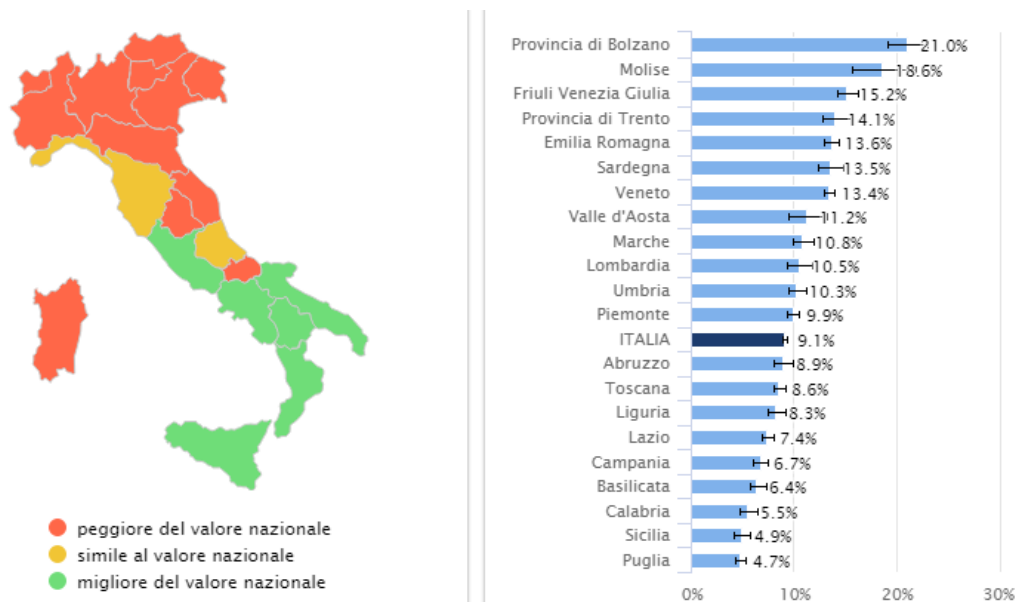 peggiore del valore nazionale
simile al valore nazionale
migliore del valore nazionale
Provincia di Bolzano 21.0%
Molise 18.6%
Friuli Venezia Giulia 15.2%
Provincia di Trento 14.1%
Emilia Romagna 13.6%
Sardegna 13.5%
Veneto 13.4%
Valle d'Aosta 11.2%
Marche 10.8%
Lombardia 10.5%
Umbria 10.3%
Piemonte 9.9%
ITALIA 9.1%
Abruzzo 8.9%
Toscana 8.6%
Liguria 8.3%
Lazio 7.4%
Campania 6.7%
Basilicata 6.4%
Calabria 5.5%
Sicilia 4.9%
Puglia 4.7%
0% 10% 20% 30%